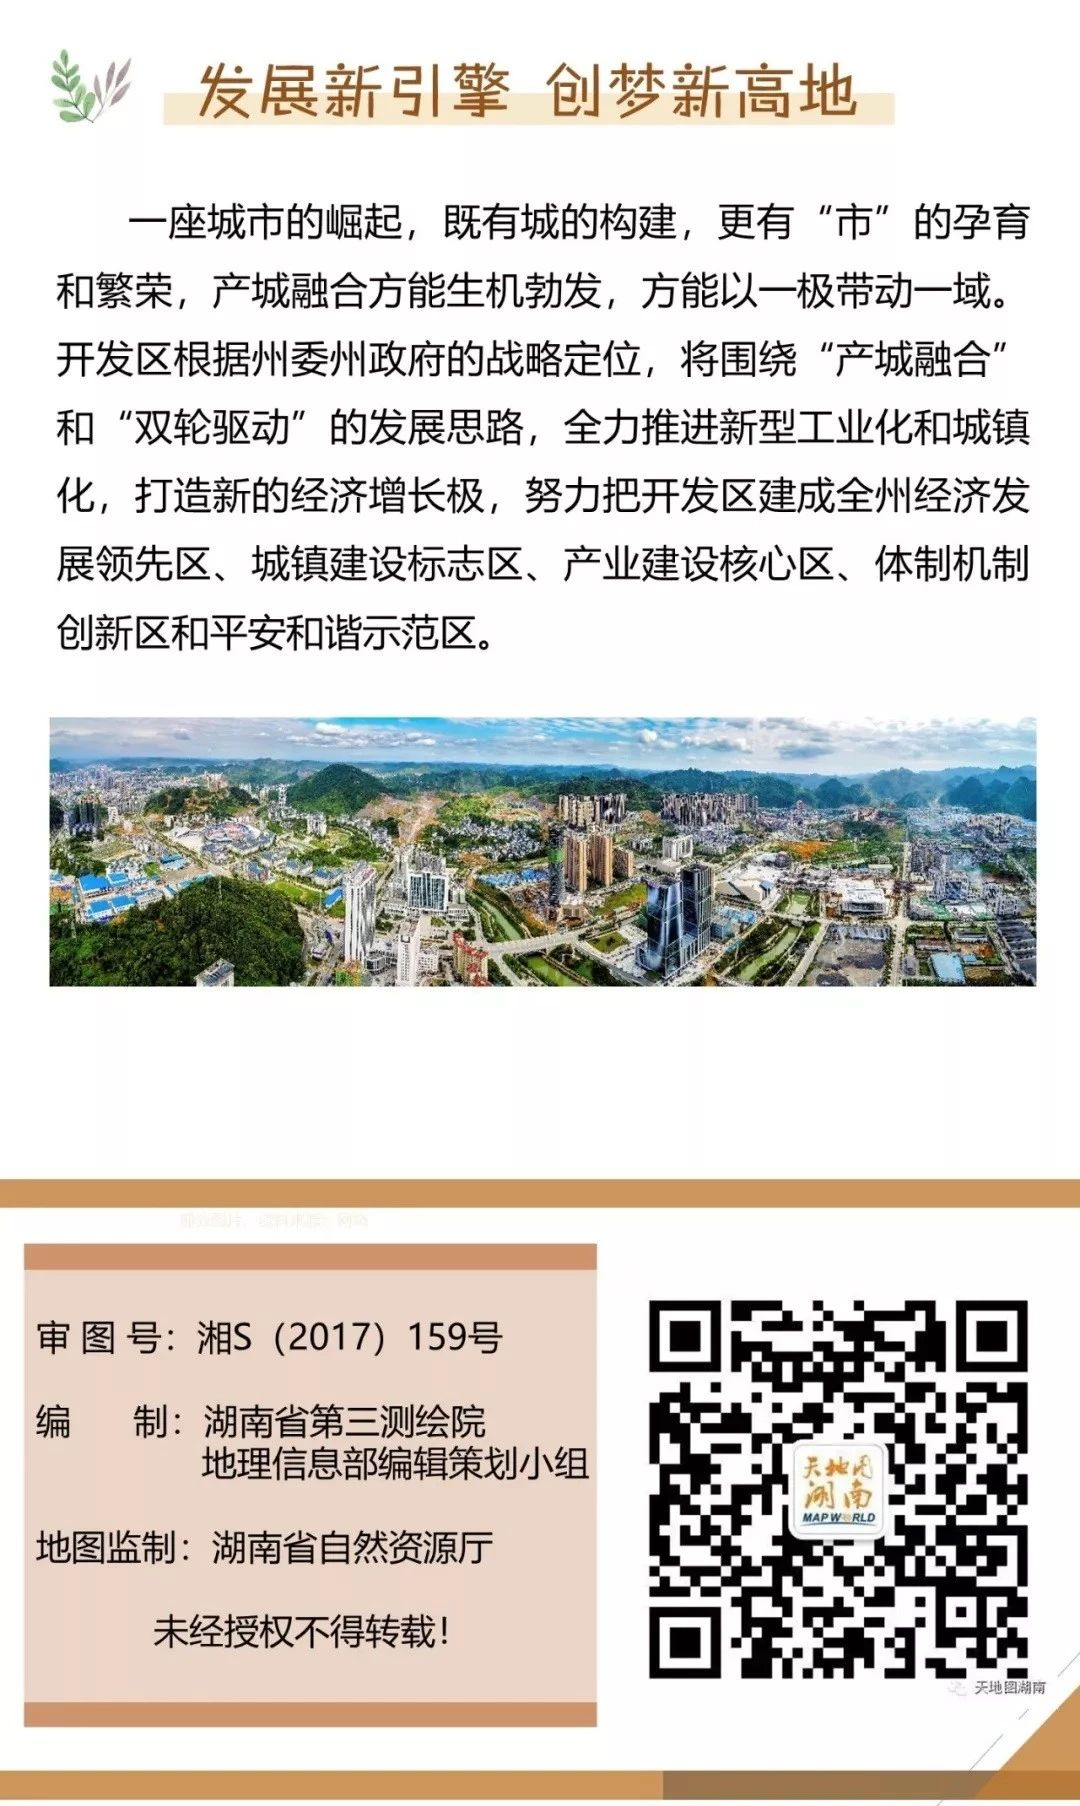 发展新引擎 创梦新高地
一座城市的崛起，既有城的构建，更有“市”的孕育
和繁荣，产城融合方能生机勃发，方能以一极带动一域。
开发区根据州委州政府的战略定位，将围绕“产城融合”
和“双轮驱动”的发展思路，全力推进新型工业化和城镇
化，打造新的经济增长极，努力把开发区建成全州经济发
展领先区、城镇建设标志区、产业建设核心区、体制机制
创新区和平安和谐示范区。
部分图片、资料来源：网络
审 图 号：湘S（2017）159号
编 制：湖南省第三测绘院
地理信息部编辑策划小组
地图监制：湖南省自然资源厅
未经授权不得转载！
天地图
湖南
MAP WORLD
天地图湖南